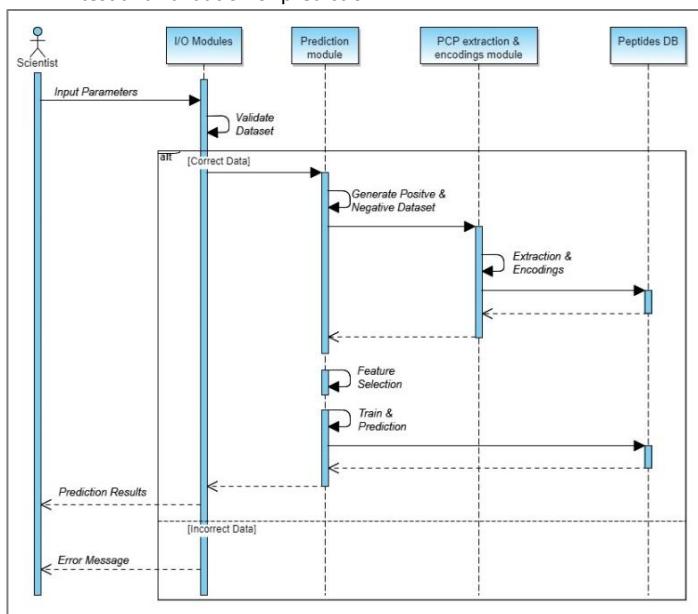 I/O Modules
Prediction
module
PCP extraction &
encodings module
Peptides DB
Scientist
Input Parameters
Validate
Dataset
alt
[Correct Data]
Generate Positve &
Negative Dataset
Extraction &
Encodings
Feature
Selection
Train &
Prediction
Prediction Results
[Incorrect Data]
Error Message